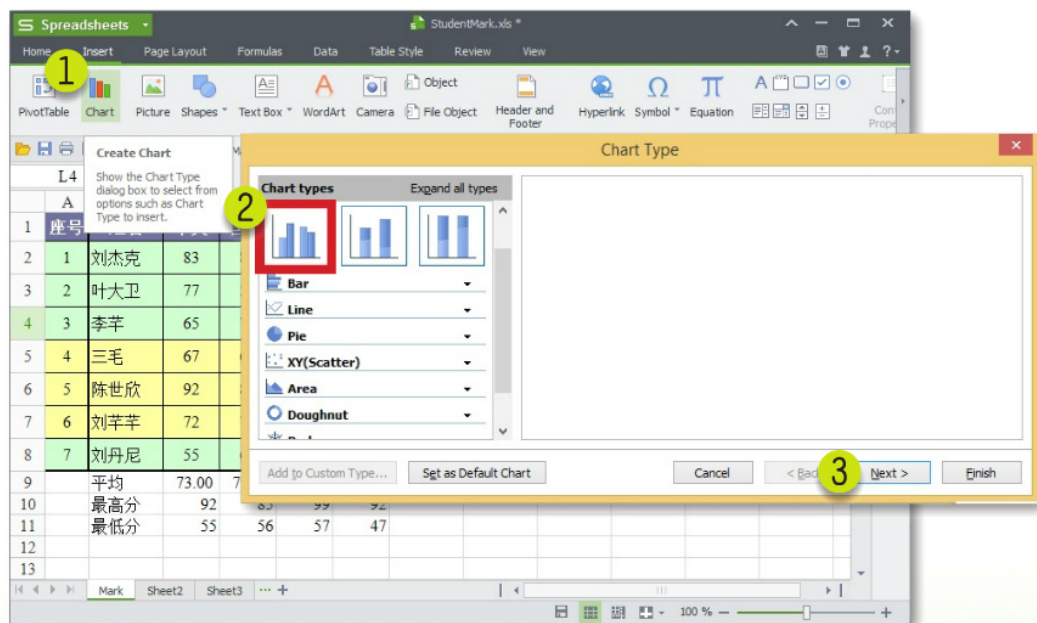 Spreadsheets
StudentMark.xls *
Home Insert Page Layout Formulas Data Table Style Review View
1
PivotTable Chart Picture Shapes Text Box WordArt Camera Object File Object Header and Footer Hyperlink Symbol Equation
Create Chart
Show the Chart Type
dialog box to select from
options such as Chart
Type to insert.
L4
A
Chart Type
2
Chart types Expand all types
Bar
Line
Pie
XY(Scatter)
Area
Doughnut
Add to Custom Type... Set as Default Chart Cancel 3 Next > Finish
1 座号
2 1 刘杰克 83
3 2 叶大卫 77
4 3 李芊 65
5 4 三毛 67
6 5 陈世欣 92
7 6 刘芊芊 72
8 7 刘丹尼 55
9 平均 73.00
10 最高分 92 85 99 92
11 最低分 55 56 57 47
12
13
Mark Sheet2 Sheet3 ···
100 %